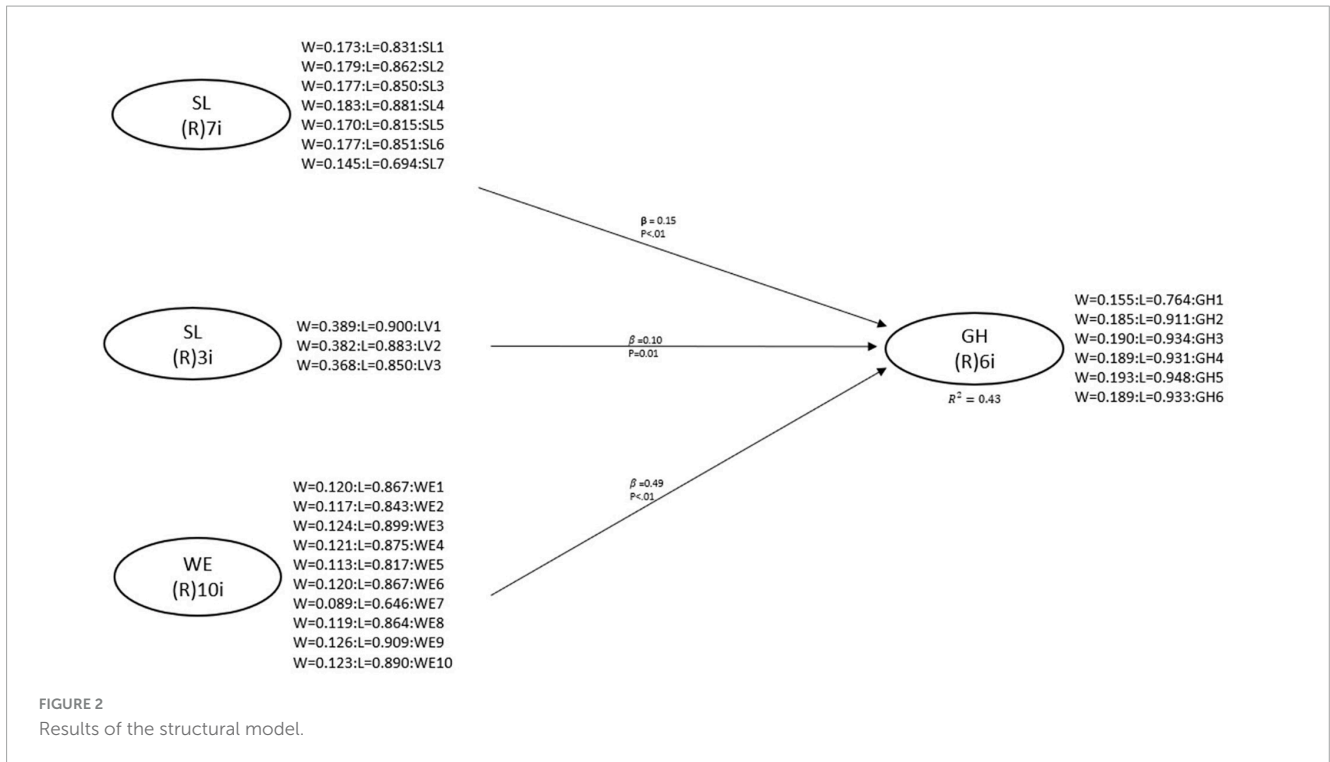 SL
(R)7i
W=0.173:L=0.831:SL1
W=0.179:L=0.862:SL2
W=0.177:L=0.850:SL3
W=0.183:L=0.881:SL4
W=0.170:L=0.815:SL5
W=0.177:L=0.851:SL6
W=0.145:L=0.694:SL7
β = 0.15
P<.01
SL
(R)3i
W=0.389:L=0.900:LV1
W=0.382:L=0.883:LV2
W=0.368:L=0.850:LV3
β =0.10
P=0.01
GH
(R)6i
R² = 0.43
W=0.155:L=0.764:GH1
W=0.185:L=0.911:GH2
W=0.190:L=0.934:GH3
W=0.189:L=0.931:GH4
W=0.193:L=0.948:GH5
W=0.189:L=0.933:GH6
WE
(R)10i
W=0.120:L=0.867:WE1
W=0.117:L=0.843:WE2
W=0.124:L=0.899:WE3
W=0.121:L=0.875:WE4
W=0.113:L=0.817:WE5
W=0.120:L=0.867:WE6
W=0.089:L=0.646:WE7
W=0.119:L=0.864:WE8
W=0.126:L=0.909:WE9
W=0.123:L=0.890:WE10
β =0.49
P<.01
FIGURE 2
Results of the structural model.